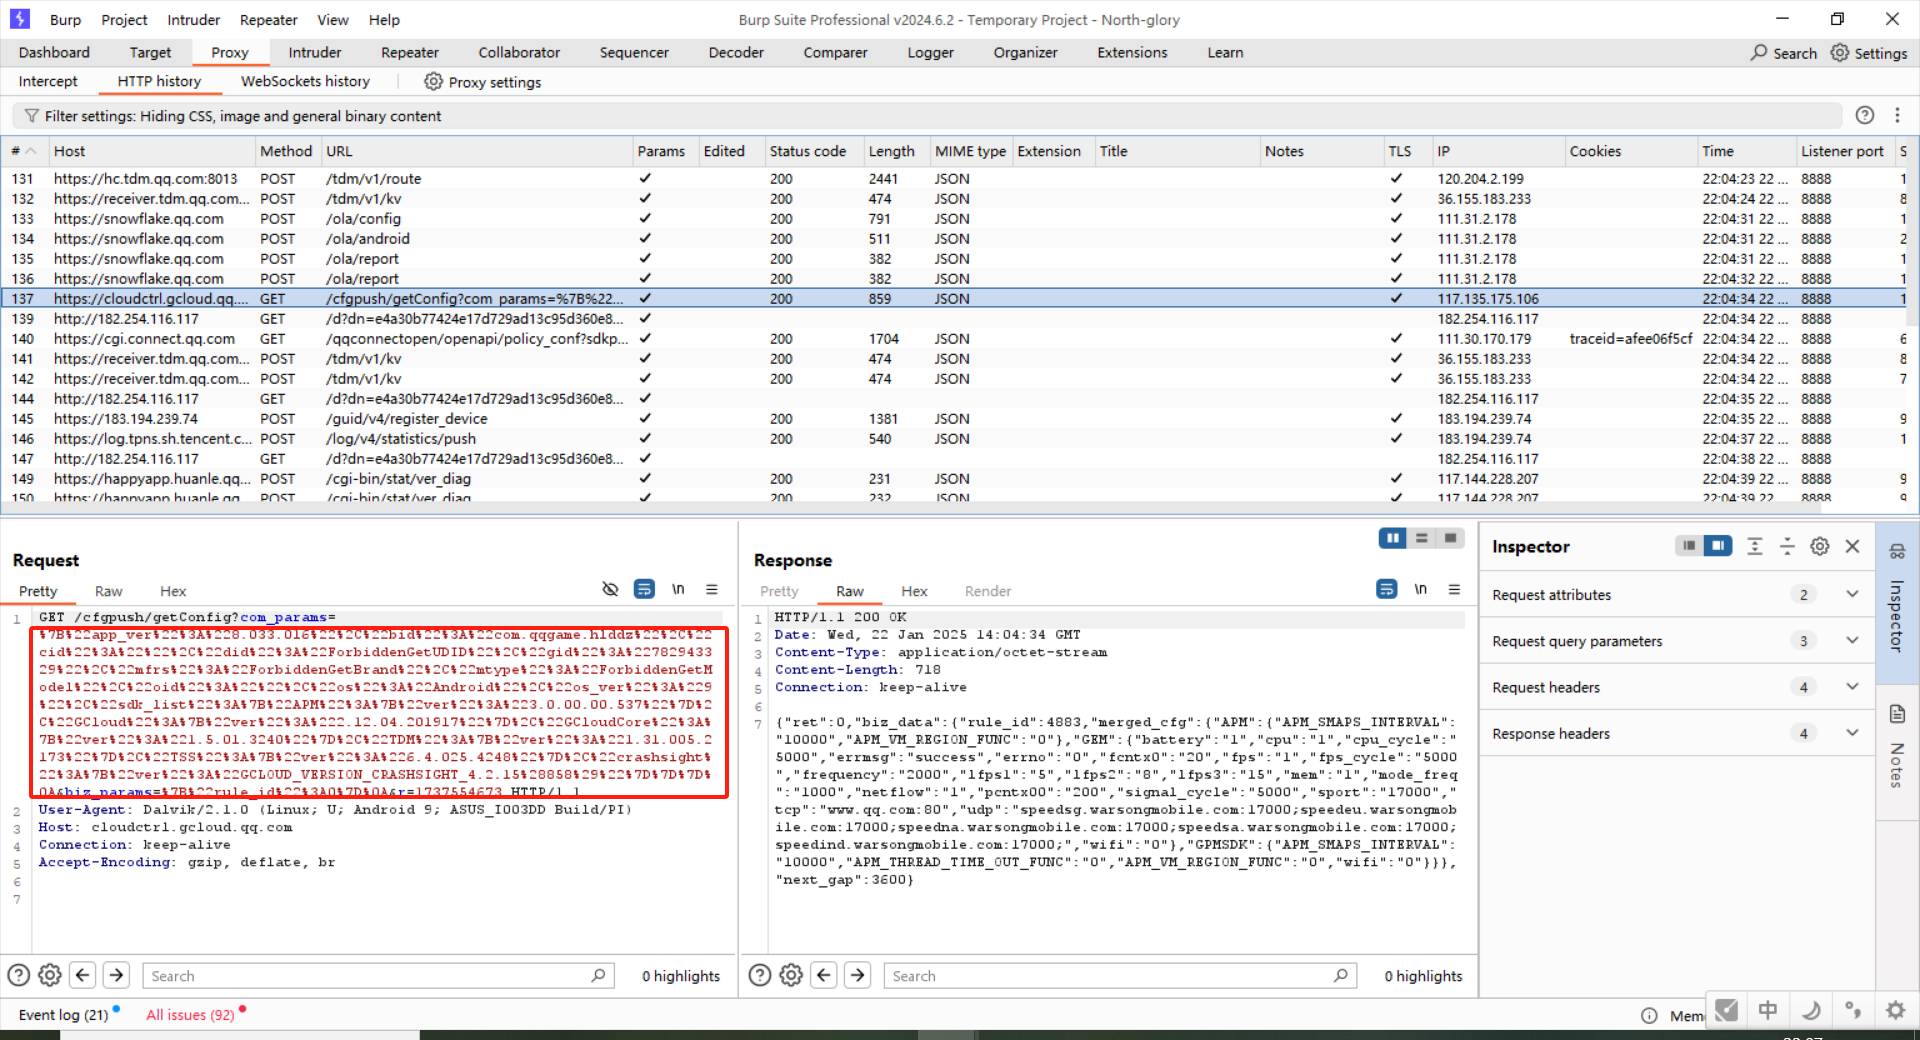 Burp Project Intruder Repeater View Help
Burp Suite Professional v2024.6.2 - Temporary Project - North-glory
Dashboard Target Proxy Intruder Repeater Collaborator Sequencer Decoder Comparer Logger Organizer Extensions Learn
Search Settings
Intercept HTTP history WebSockets history Proxy settings
Filter settings: Hiding CSS, image and general binary content
# Host Method URL Params Edited Status code Length MIME type Extension Title Notes TLS IP Cookies Time Listener port S
131 https://hc.tdm.qq.com:8013 POST /tdm/v1/route ✓ 200 2441 JSON ✓ 120.204.2.199 22:04:23 22 ... 8888 1
132 https://receiver.tdm.qq.com... POST /tdm/v1/kv ✓ 200 474 JSON ✓ 36.155.183.233 22:04:24 22 ... 8888 8
133 https://snowflake.qq.com POST /ola/config ✓ 200 791 JSON ✓ 111.31.2.178 22:04:31 22 ... 8888 1
134 https://snowflake.qq.com POST /ola/android ✓ 200 511 JSON ✓ 111.31.2.178 22:04:31 22 ... 8888 2
135 https://snowflake.qq.com POST /ola/report ✓ 200 382 JSON ✓ 111.31.2.178 22:04:31 22 ... 8888 1
136 https://snowflake.qq.com POST /ola/report ✓ 200 382 JSON ✓ 111.31.2.178 22:04:32 22 ... 8888 1
137 https://cloudctrl.gcloud.qq.... GET /cfgpush/getConfig?com_params=%7B%22... ✓ 200 859 JSON ✓ 117.135.175.106 22:04:34 22 ... 8888 1
139 http://182.254.116.117 GET /d?dn=e4a30b77424e17d729ad13c95d360e8... ✓ 182.254.116.117 22:04:34 22 ... 8888
140 https://cgi.connect.qq.com GET /qqconnectopen/openapi/policy_conf?sdkp... ✓ 200 1704 JSON ✓ 111.30.170.179 traceid=afee06f5cf 22:04:34 22 ... 8888 6
141 https://receiver.tdm.qq.com... POST /tdm/v1/kv ✓ 200 474 JSON ✓ 36.155.183.233 22:04:34 22 ... 8888 8
142 https://receiver.tdm.qq.com... POST /tdm/v1/kv ✓ 200 474 JSON ✓ 36.155.183.233 22:04:34 22 ... 8888 7
144 http://182.254.116.117 GET /d?dn=e4a30b77424e17d729ad13c95d360e8... ✓ 182.254.116.117 22:04:35 22 ... 8888
145 https://183.194.239.74 POST /guid/v4/register_device ✓ 200 1381 JSON ✓ 183.194.239.74 22:04:35 22 ... 8888 9
146 https://log.tpns.sh.tencent.c... POST /log/v4/statistics/push ✓ 200 540 JSON ✓ 183.194.239.74 22:04:37 22 ... 8888 1
147 http://182.254.116.117 GET /d?dn=e4a30b77424e17d729ad13c95d360e8... ✓ 182.254.116.117 22:04:38 22 ... 8888
149 https://happyapp.huanle.qq... POST /cgi-bin/stat/ver_diag ✓ 200 231 JSON ✓ 117.144.228.207 22:04:39 22 ... 8888 9
150 https://happyapp.huanle.qq... POST /cgi-bin/stat/ver_diag ✓ 200 232 JSON ✓ 117.144.228.207 22:04:39 22 ... 8888 9
Request
Pretty Raw Hex \n
1 GET /cfgpush/getConfig?com_params=
%7B%22app_ver%22%3A%228.033.016%22%2C%22bid%22%3A%22com.qqgame.hlddz%22%2C%22
cid%22%3A%22%22%2C%22did%22%3A%22ForbiddenGetUDID%22%2C%22gid%22%3A%227829433
29%22%2C%22mfrs%22%3A%22ForbiddenGetBrand%22%2C%22mtype%22%3A%22ForbiddenGetM
odel%22%2C%22oid%22%3A%22%22%2C%22os%22%3A%22Android%22%2C%22os_ver%22%3A%229
%22%2C%22sdk_list%22%3A%7B%22APM%22%3A%7B%22ver%22%3A%223.0.00.00.537%22%7D%2
C%22GCloud%22%3A%7B%22ver%22%3A%222.12.04.201917%22%7D%2C%22GCloudCore%22%3A%
7B%22ver%22%3A%221.5.01.3240%22%7D%2C%22TDM%22%3A%7B%22ver%22%3A%221.31.005.2
173%22%7D%2C%22TSS%22%3A%7B%22ver%22%3A%226.4.025.4248%22%7D%2C%22crashsight%
22%3A%7B%22ver%22%3A%22GCLOUD_VERSION_CRASHSIGHT_4.2.15%28858%29%22%7D%7D%7D%
0A&biz_params=%7B%22rule_id%22%3A0%7D%0A&r=1737554673 HTTP/1.1
2 User-Agent: Dalvik/2.1.0 (Linux; U; Android 9; ASUS_I003DD Build/PI)
3 Host: cloudctrl.gcloud.qq.com
4 Connection: keep-alive
5 Accept-Encoding: gzip, deflate, br
6
7
Search 0 highlights
Response
Pretty Raw Hex Render \n
1 HTTP/1.1 200 OK
2 Date: Wed, 22 Jan 2025 14:04:34 GMT
3 Content-Type: application/octet-stream
4 Content-Length: 718
5 Connection: keep-alive
6
7 {"ret":0,"biz_data":{"rule_id":4883,"merged_cfg":{"APM":{"APM_SMAPS_INTERVAL":
"10000","APM_VM_REGION_FUNC":"0"},"GEM":{"battery":"1","cpu":"1","cpu_cycle":"
5000","errmsg":"success","errno":"0","fcntx0":"20","fps":"1","fps_cycle":"5000
","frequency":"2000","lfps1":"5","lfps2":"8","lfps3":"15","mem":"1","mode_freq
":"1000","netflow":"1","pcntx00":"200","signal_cycle":"5000","sport":"17000","
tcp":"www.qq.com:80","udp":"speedsg.warsongmobile.com:17000;speedeu.warsongmob
ile.com:17000;speedna.warsongmobile.com:17000;speedsa.warsongmobile.com:17000;
speedind.warsongmobile.com:17000;","wifi":"0"},"GPMSDK":{"APM_SMAPS_INTERVAL":
"10000","APM_THREAD_TIME_OUT_FUNC":"0","APM_VM_REGION_FUNC":"0","wifi":"0"}}},
"next_gap":3600}
Search 0 highlights
Inspector
Request attributes 2
Request query parameters 3
Request headers 4
Response headers 4
Inspector
Notes
Event log (21) All issues (92)
Mem
中